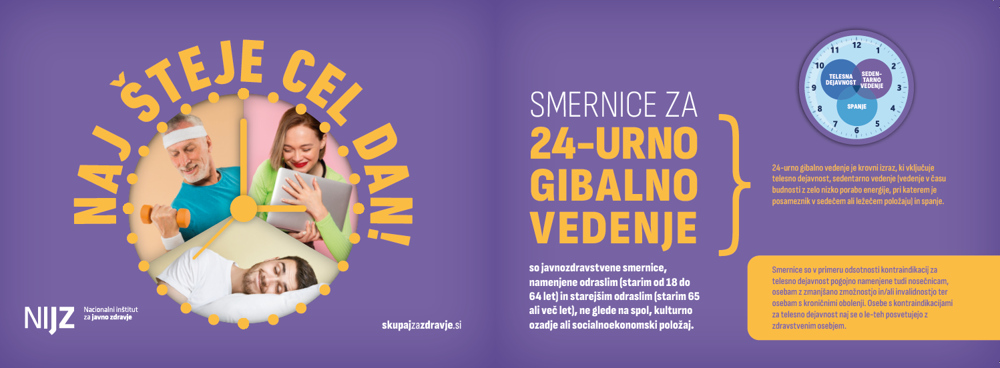 NAJ ŠTEJE CEL DAN!
NIJZ
Nacionalni inštitut
za javno zdravje
skupajzazdravje.si
SMERNICE ZA
24-URNO
GIBALNO
VEDENJE
so javnozdravstvene smernice,
namenjene odraslim (starim od 18 do
64 let) in starejšim odraslim (starim 65
ali več let), ne glede na spol, kulturno
ozadje ali socialnoekonomski položaj.
12
1
2
3
4
5
6
7
8
9
10
11
TELESNA
DEJAVNOST
SEDEN-
TARNO
VEDENJE
SPANJE
24-urno gibalno vedenje je krovni izraz, ki vključuje
telesno dejavnost, sedentarno vedenje (vedenje v času
budnosti z zelo nizko porabo energije, pri katerem je
posameznik v sedečem ali ležečem položaju) in spanje.
Smernice so v primeru odsotnosti kontraindikacij za
telesno dejavnost pogojno namenjene tudi nosečnicam,
osebam z zmanjšano zmožnostjo in/ali invalidnostjo ter
osebam s kroničnimi obolenji. Osebe s kontraindikacijami
za telesno dejavnost naj se o le-teh posvetujejo z
zdravstvenim osebjem.